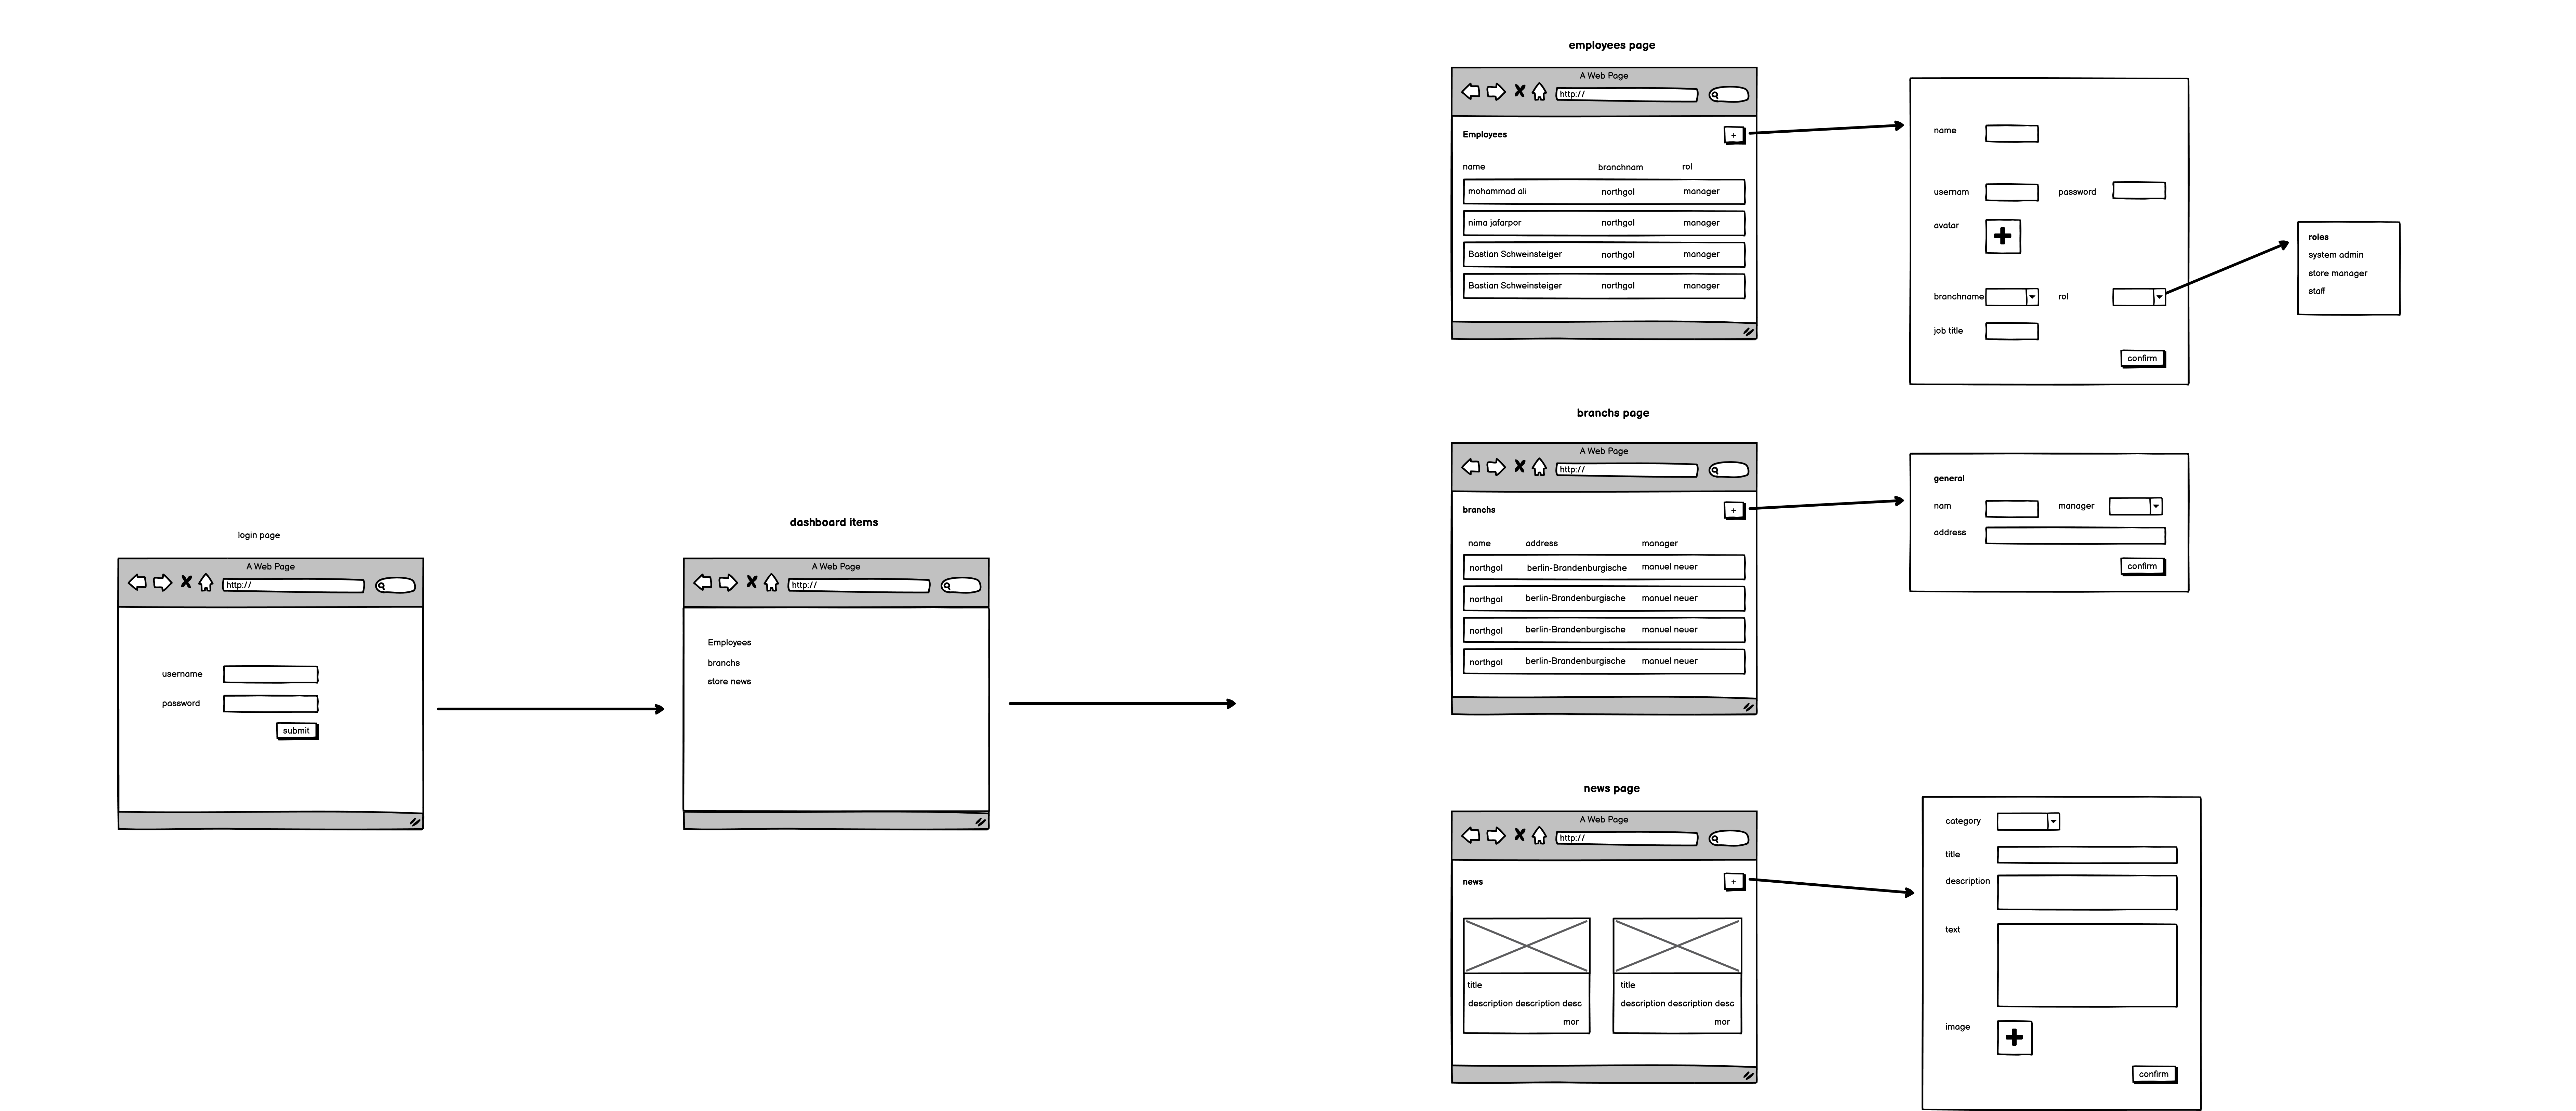 login page
A Web Page
http://
username
password
submit
dashboard items
A Web Page
http://
Employees
branchs
store news
employees page
A Web Page
http://
Employees
+
name branchnam rol
mohammad ali northgol manager
nima jafarpor northgol manager
Bastian Schweinsteiger northgol manager
Bastian Schweinsteiger northgol manager
name
usernam password
avatar
branchname rol
job title
confirm
roles
system admin
store manager
staff
branchs page
A Web Page
http://
branchs
+
name address manager
northgol berlin-Brandenburgische manuel neuer
northgol berlin-Brandenburgische manuel neuer
northgol berlin-Brandenburgische manuel neuer
northgol berlin-Brandenburgische manuel neuer
general
nam manager
address
confirm
news page
A Web Page
http://
news
+
title
description description desc
mor
title
description description desc
mor
category
title
description
text
image
confirm